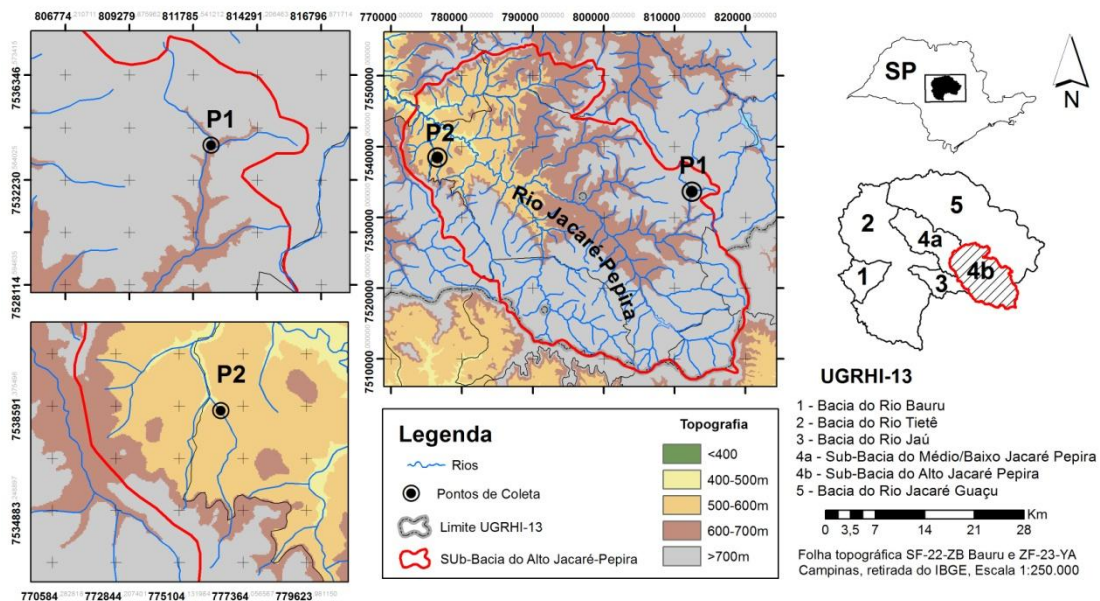 806774 809279 811785 814291 816796
7536346
7532230
7528114
P1
770000 780000 790000 800000 810000 820000
7550000
7540000
7530000
7520000
7510000
P2
P1
Rio Jacaré-Pepira
SP
N
7538591
7534883
P2
770584 772844 775104 777364 779623
Legenda
Rios
Pontos de Coleta
Limite UGRHI-13
SUb-Bacia do Alto Jacaré-Pepira
Topografia
<400
400-500m
500-600m
600-700m
>700m
5
2
4a
4b
1
3
UGRHI-13
1 - Bacia do Rio Bauru
2 - Bacia do Rio Tietê
3 - Bacia do Rio Jaú
4a - Sub-Bacia do Médio/Baixo Jacaré Pepira
4b - Sub-Bacia do Alto Jacaré Pepira
5 - Bacia do Rio Jacaré Guaçu
0 3,5 7 14 21 28 Km
Folha topográfica SF-22-ZB Bauru e ZF-23-YA
Campinas, retirada do IBGE, Escala 1:250.000